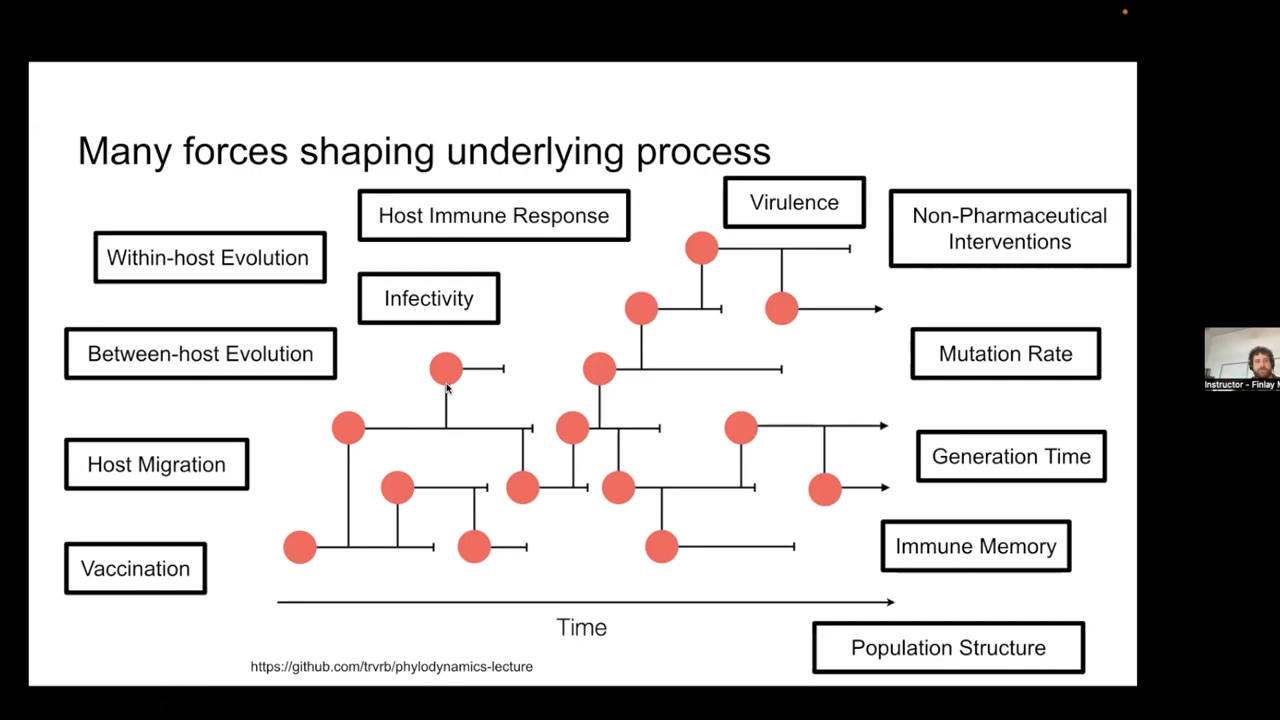 Many forces shaping underlying process
Host Immune Response
Virulence
Non-Pharmaceutical
Interventions
Within-host Evolution
Infectivity
Between-host Evolution
Mutation Rate
Host Migration
Generation Time
Vaccination
Immune Memory
Time
Population Structure
https://github.com/trvrb/phylodynamics-lecture
Instructor - Finlay